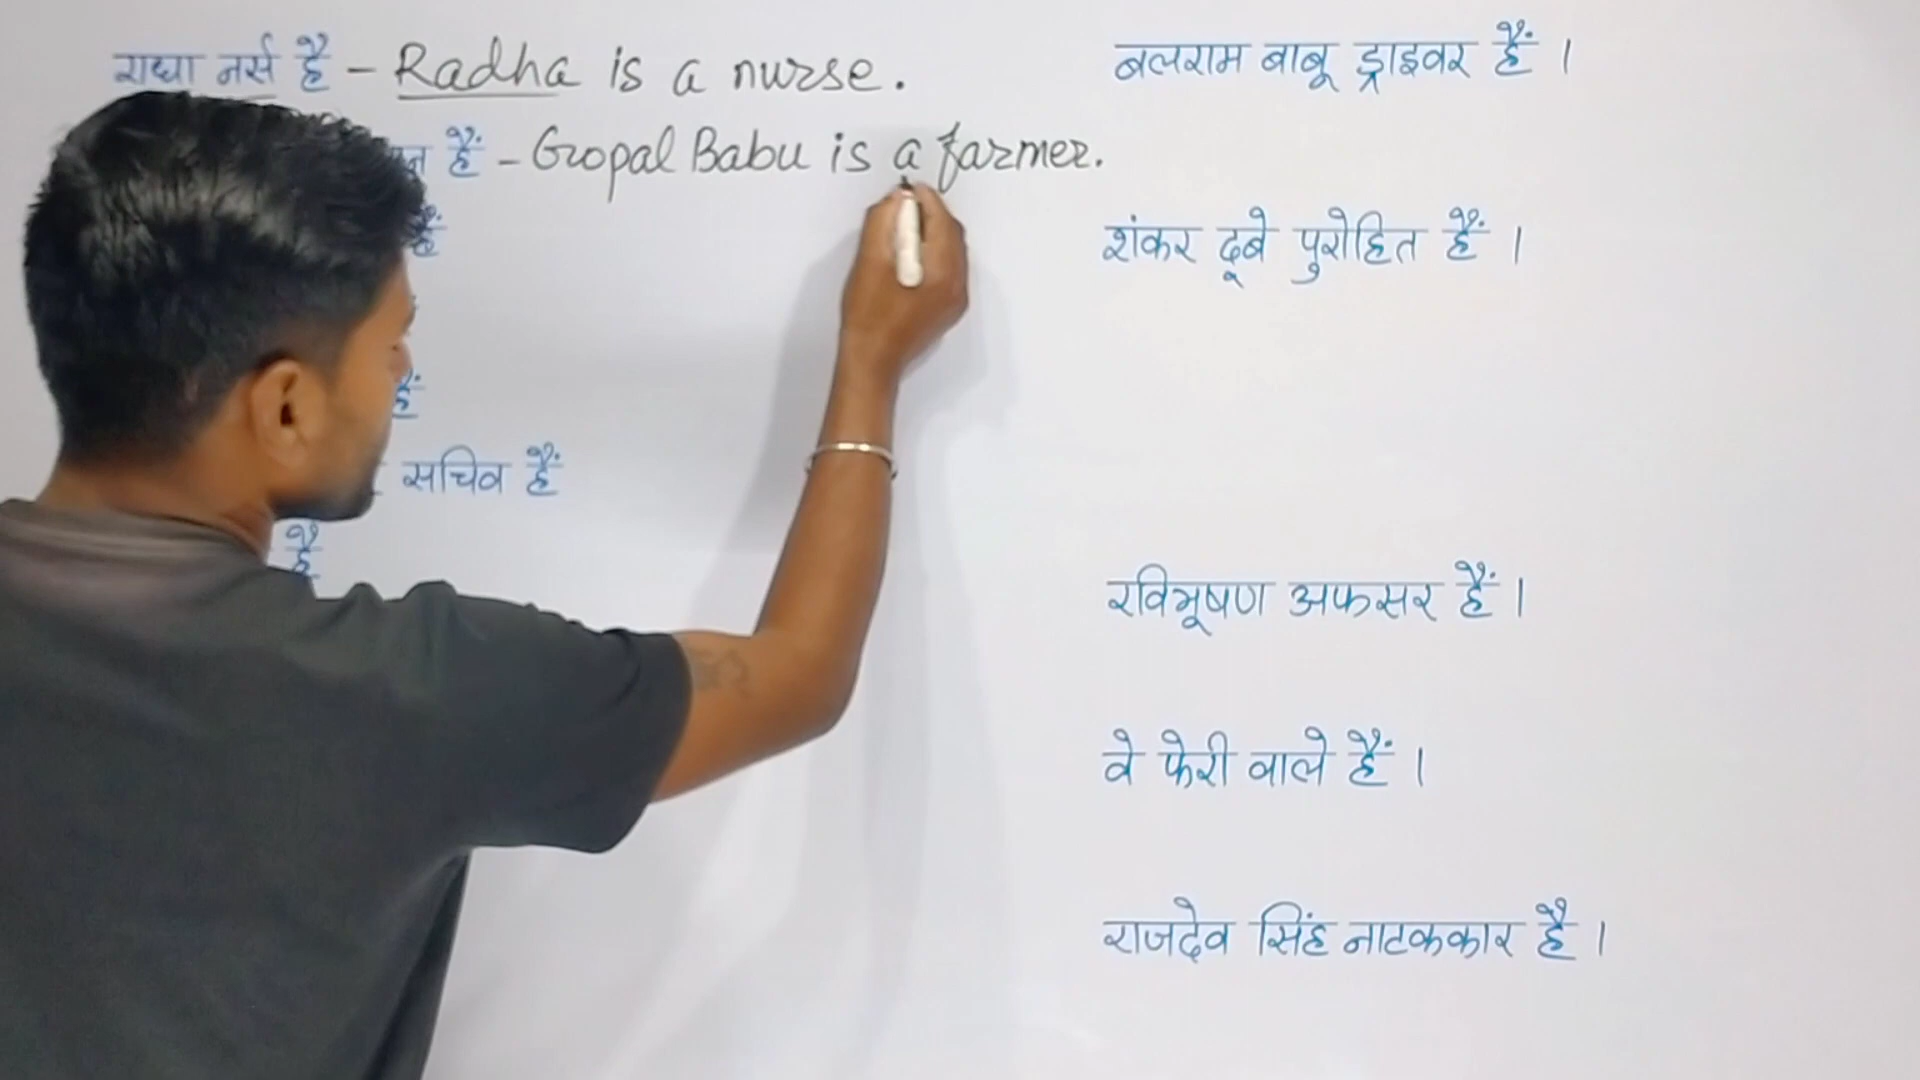 राधा नर्स है - Radha is a nurse.
हैं - Gopal Babu is a farmer.
हैं
हैं
सचिव हैं
है
बलराम बाबू ड्राइवर हैं ।
शंकर दूबे पुरोहित हैं ।
रविभूषण अफसर हैं ।
वे फेरी वाले हैं ।
राजदेव सिंह नाटककार है ।